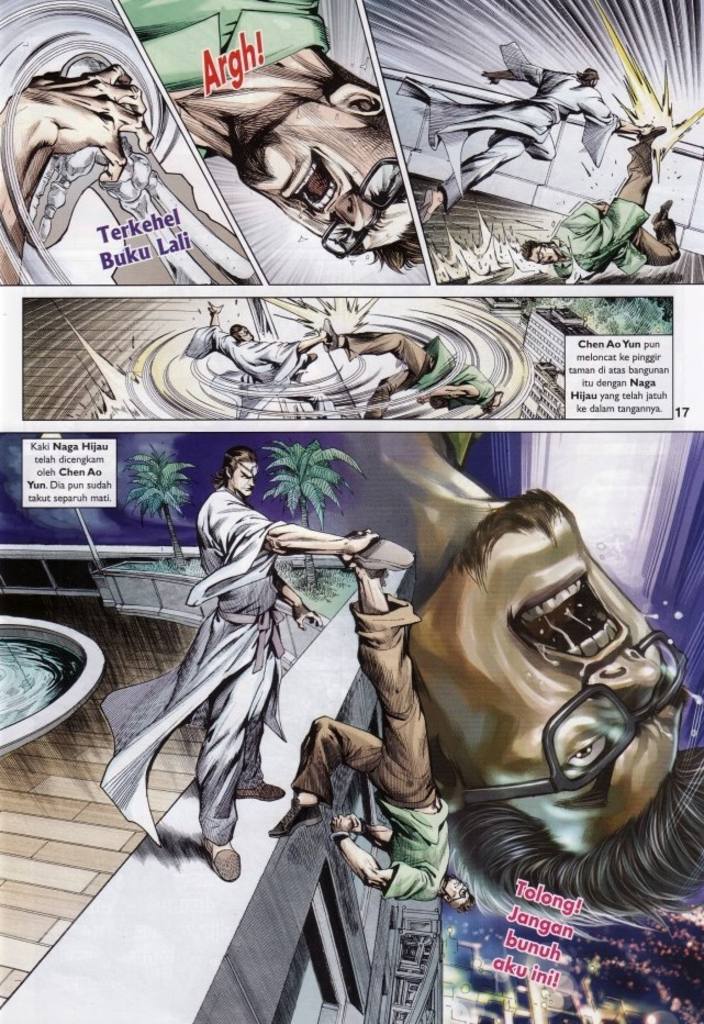 Argh!
Terkehel
Buku Lali
Chen Ao Yun pun
meloncat ke pinggir
taman di atas bangunan
itu dengan Naga
Hijau yang telah jatuh
ke dalam tangannya.
17
Kaki Naga Hijau
telah dicengkam
oleh Chen Ao
Yun. Dia pun sudah
takut separuh mati.
Tolong!
Jangan
bunuh
aku ini!